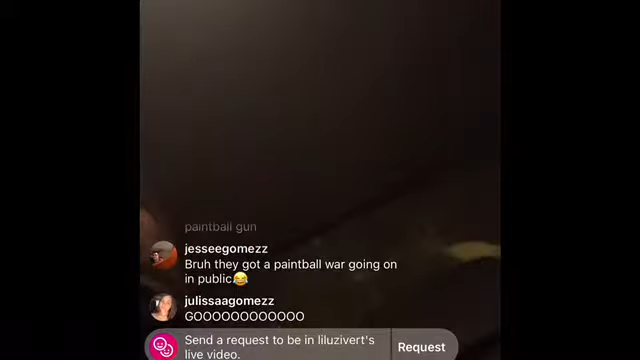 paintball gun
jesseegomezz
Bruh they got a paintball war going on
in public😂
julissaagomezz
GOOOOOOOOOOOO
Send a request to be in liluzivert's
live video.
Request